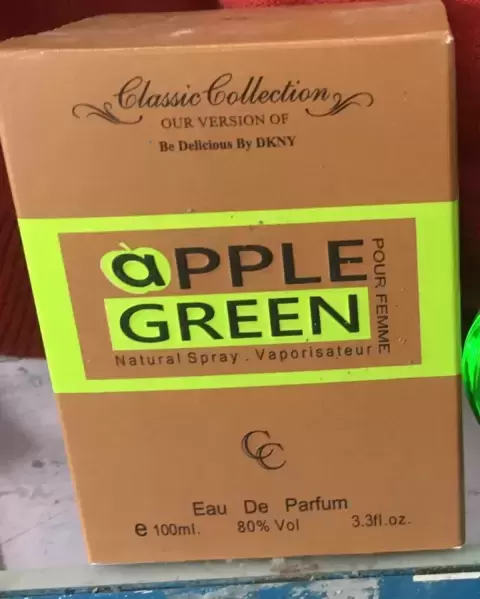 Classic Collection
OUR VERSION OF
Be Delicious By DKNY
aPPLE
GREEN
POUR FEMME
Natural Spray . Vaporisateur
CC
Eau De Parfum
e 100ml. 80% Vol 3.3fl.oz.